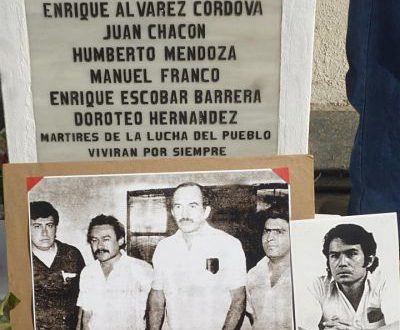 ENRIQUE ALVAREZ CORDOVA
JUAN CHACON
HUMBERTO MENDOZA
MANUEL FRANCO
ENRIQUE ESCOBAR BARRERA
DOROTEO HERNANDEZ
MARTIRES DE LA LUCHA DEL PUEBLO
VIVIRAN POR SIEMPRE